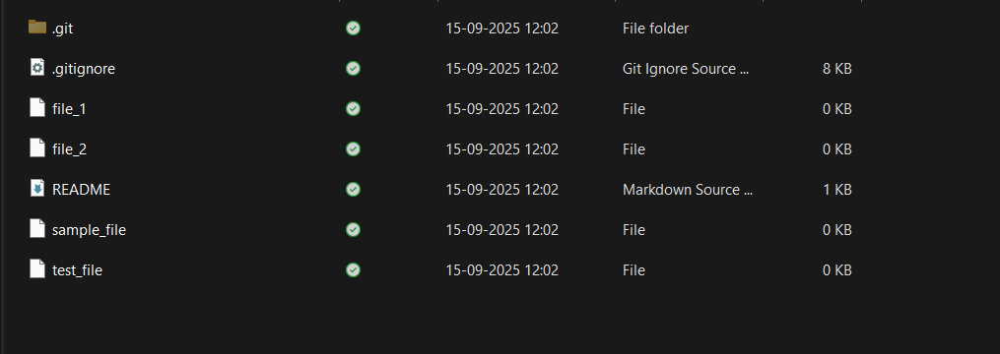 .git 15-09-2025 12:02 File folder
.gitignore 15-09-2025 12:02 Git Ignore Source ... 8 KB
file_1 15-09-2025 12:02 File 0 KB
file_2 15-09-2025 12:02 File 0 KB
README 15-09-2025 12:02 Markdown Source ... 1 KB
sample_file 15-09-2025 12:02 File 0 KB
test_file 15-09-2025 12:02 File 0 KB